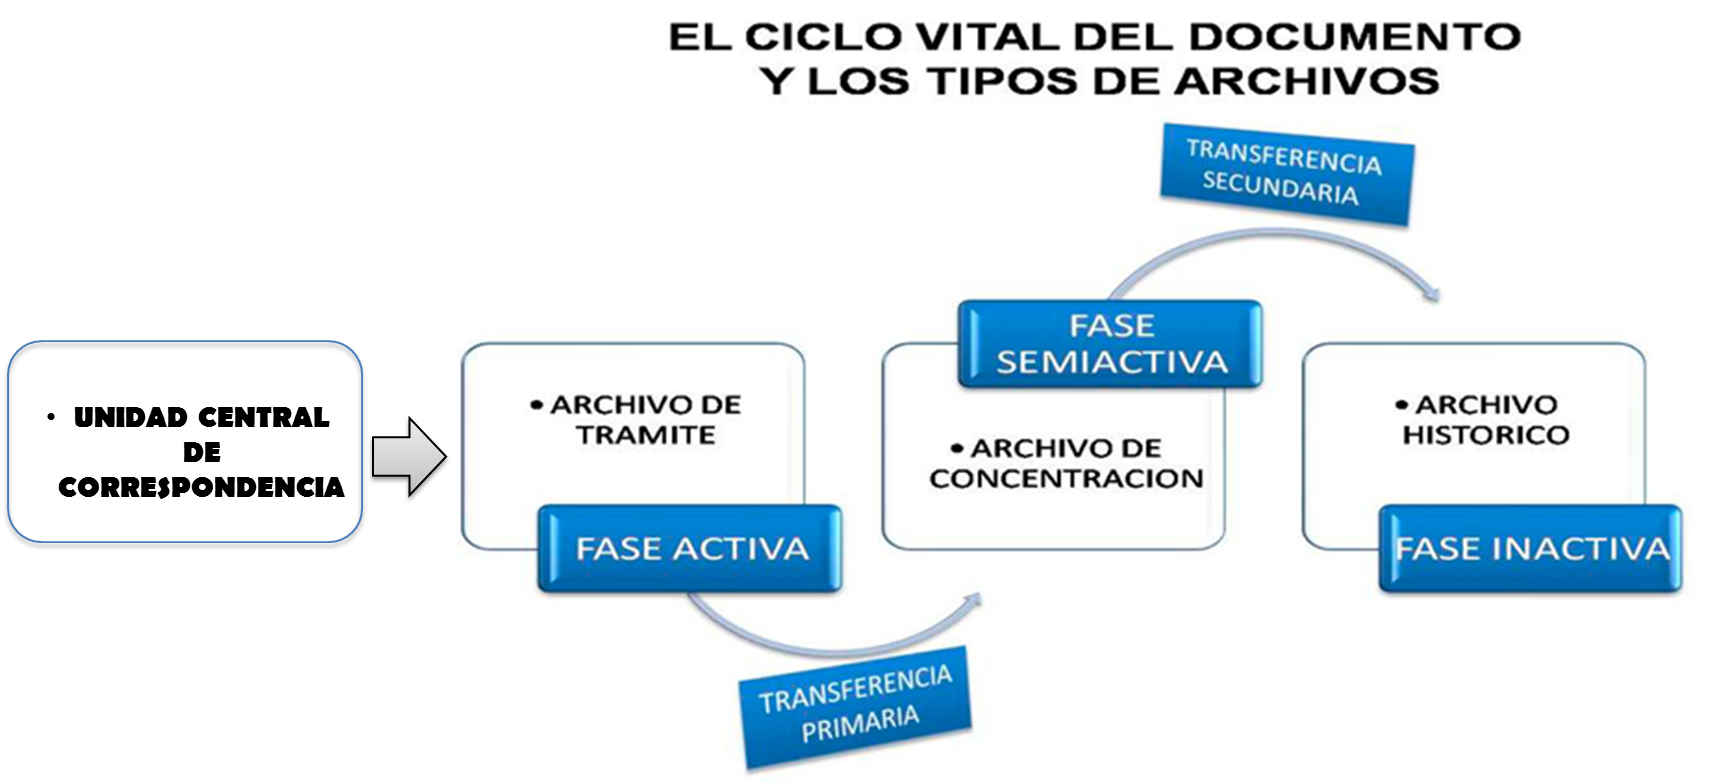 EL CICLO VITAL DEL DOCUMENTO
Y LOS TIPOS DE ARCHIVOS
TRANSFERENCIA
SECUNDARIA
• UNIDAD CENTRAL
DE
CORRESPONDENCIA
• ARCHIVO DE
TRAMITE
FASE ACTIVA
FASE
SEMIACTIVA
• ARCHIVO DE
CONCENTRACION
• ARCHIVO
HISTORICO
FASE INACTIVA
TRANSFERENCIA
PRIMARIA